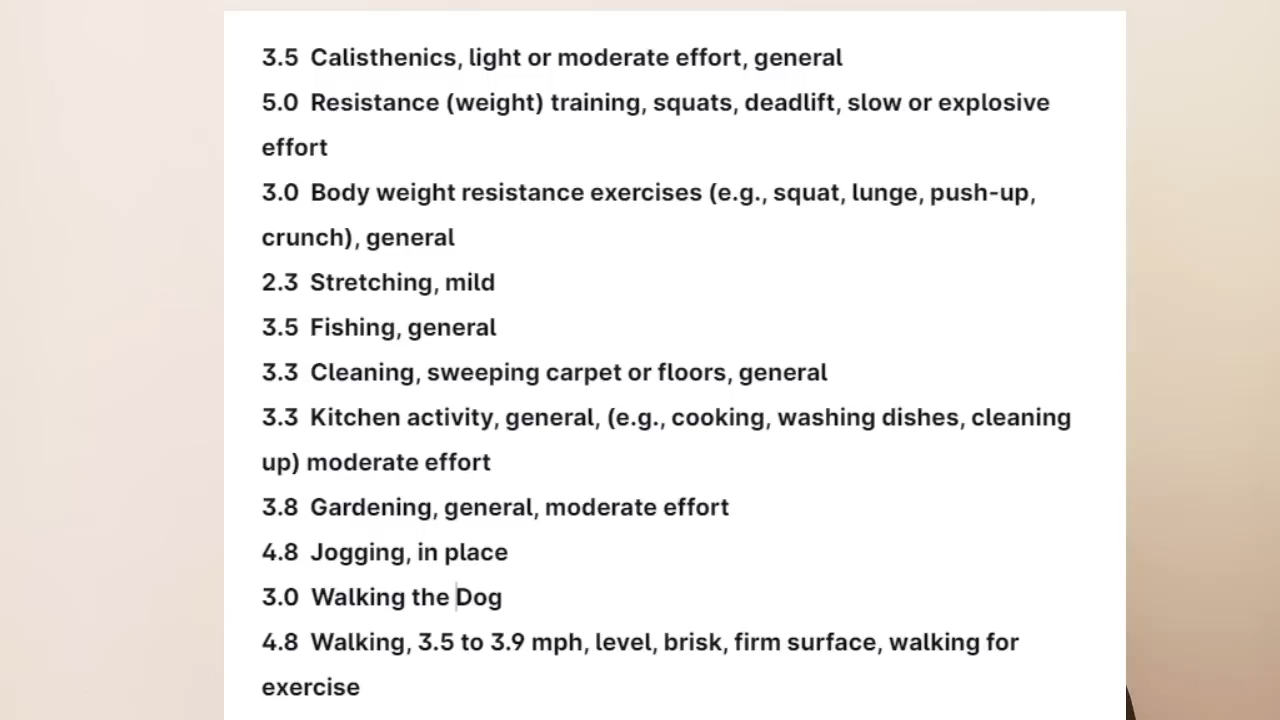 3.5 Calisthenics, light or moderate effort, general
5.0 Resistance (weight) training, squats, deadlift, slow or explosive
effort
3.0 Body weight resistance exercises (e.g., squat, lunge, push-up,
crunch), general
2.3 Stretching, mild
3.5 Fishing, general
3.3 Cleaning, sweeping carpet or floors, general
3.3 Kitchen activity, general, (e.g., cooking, washing dishes, cleaning
up) moderate effort
3.8 Gardening, general, moderate effort
4.8 Jogging, in place
3.0 Walking the Dog
4.8 Walking, 3.5 to 3.9 mph, level, brisk, firm surface, walking for
exercise